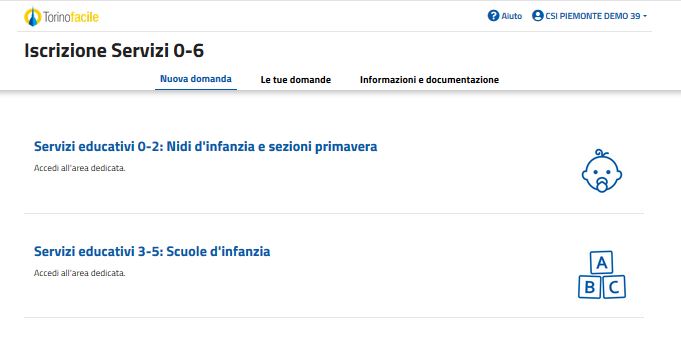 Torinofacile
Aiuto
CSI PIEMONTE DEMO 39
Iscrizione Servizi 0-6
Nuova domanda
Le tue domande
Informazioni e documentazione
Servizi educativi 0-2: Nidi d'infanzia e sezioni primavera
Accedi all'area dedicata.
Servizi educativi 3-5: Scuole d'infanzia
Accedi all'area dedicata.
A
B C